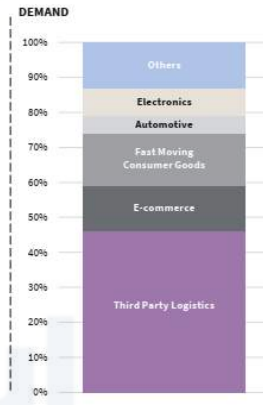 DEMAND
100%
Others
90%
Electronics
80%
Automotive
70%
Fast Moving
Consumer Goods
60%
E-commerce
50%
40%
30%
Third Party Logistics
20%
10%
0%